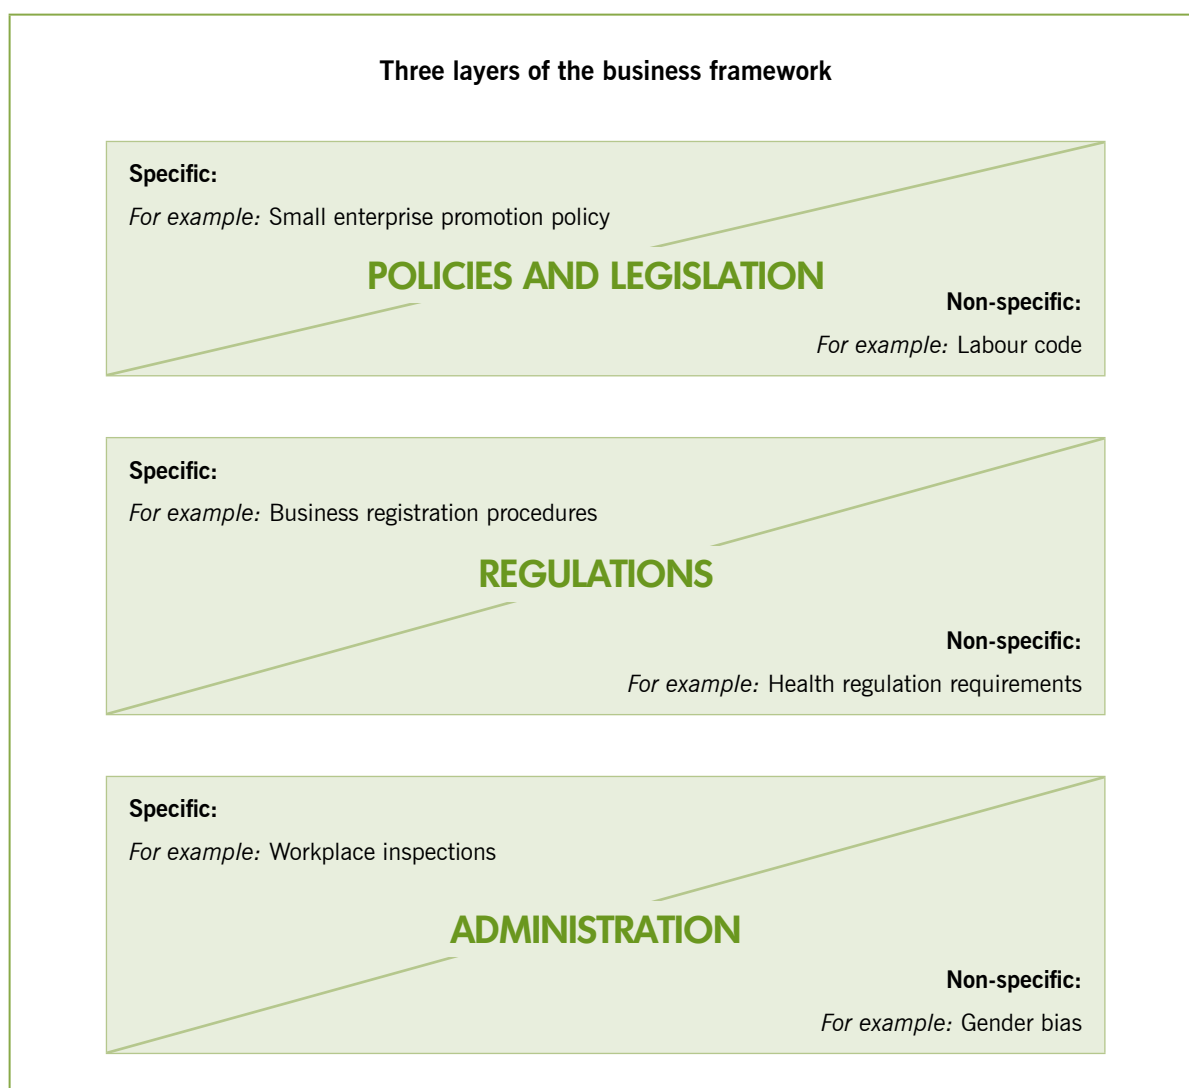 Three layers of the business framework
Specific:
For example: Small enterprise promotion policy
POLICIES AND LEGISLATION
Non-specific:
For example: Labour code
Specific:
For example: Business registration procedures
REGULATIONS
Non-specific:
For example: Health regulation requirements
Specific:
For example: Workplace inspections
ADMINISTRATION
Non-specific:
For example: Gender bias